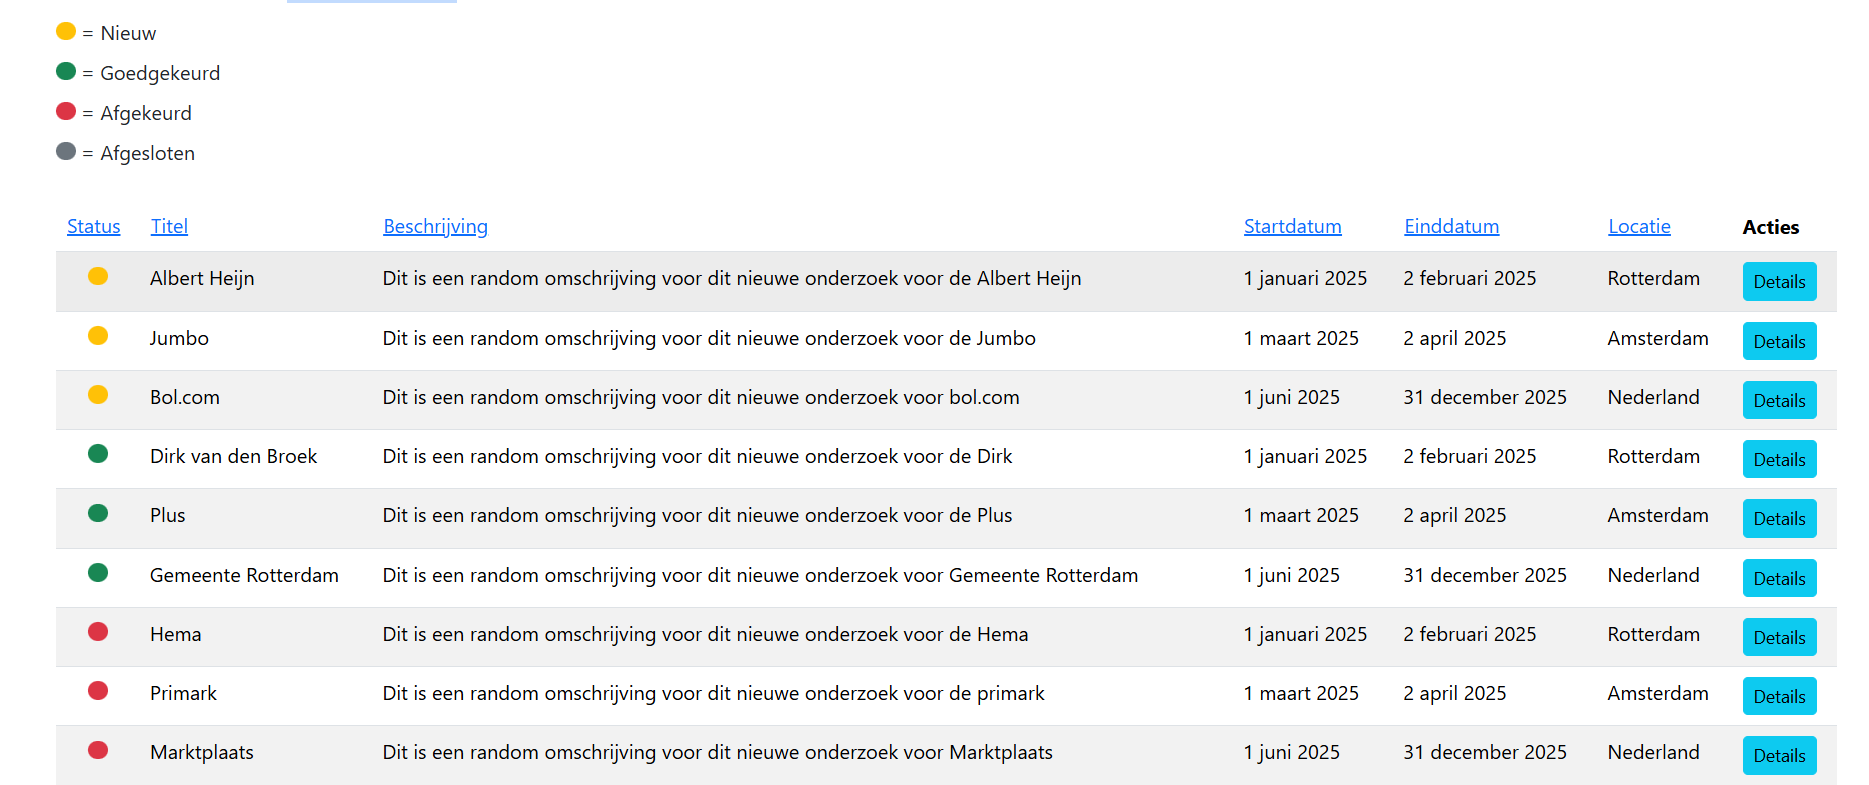 = Nieuw
= Goedgekeurd
= Afgekeurd
= Afgesloten
Status Titel Beschrijving Startdatum Einddatum Locatie Acties
Albert Heijn Dit is een random omschrijving voor dit nieuwe onderzoek voor de Albert Heijn 1 januari 2025 2 februari 2025 Rotterdam Details
Jumbo Dit is een random omschrijving voor dit nieuwe onderzoek voor de Jumbo 1 maart 2025 2 april 2025 Amsterdam Details
Bol.com Dit is een random omschrijving voor dit nieuwe onderzoek voor bol.com 1 juni 2025 31 december 2025 Nederland Details
Dirk van den Broek Dit is een random omschrijving voor dit nieuwe onderzoek voor de Dirk 1 januari 2025 2 februari 2025 Rotterdam Details
Plus Dit is een random omschrijving voor dit nieuwe onderzoek voor de Plus 1 maart 2025 2 april 2025 Amsterdam Details
Gemeente Rotterdam Dit is een random omschrijving voor dit nieuwe onderzoek voor Gemeente Rotterdam 1 juni 2025 31 december 2025 Nederland Details
Hema Dit is een random omschrijving voor dit nieuwe onderzoek voor de Hema 1 januari 2025 2 februari 2025 Rotterdam Details
Primark Dit is een random omschrijving voor dit nieuwe onderzoek voor de primark 1 maart 2025 2 april 2025 Amsterdam Details
Marktplaats Dit is een random omschrijving voor dit nieuwe onderzoek voor Marktplaats 1 juni 2025 31 december 2025 Nederland Details